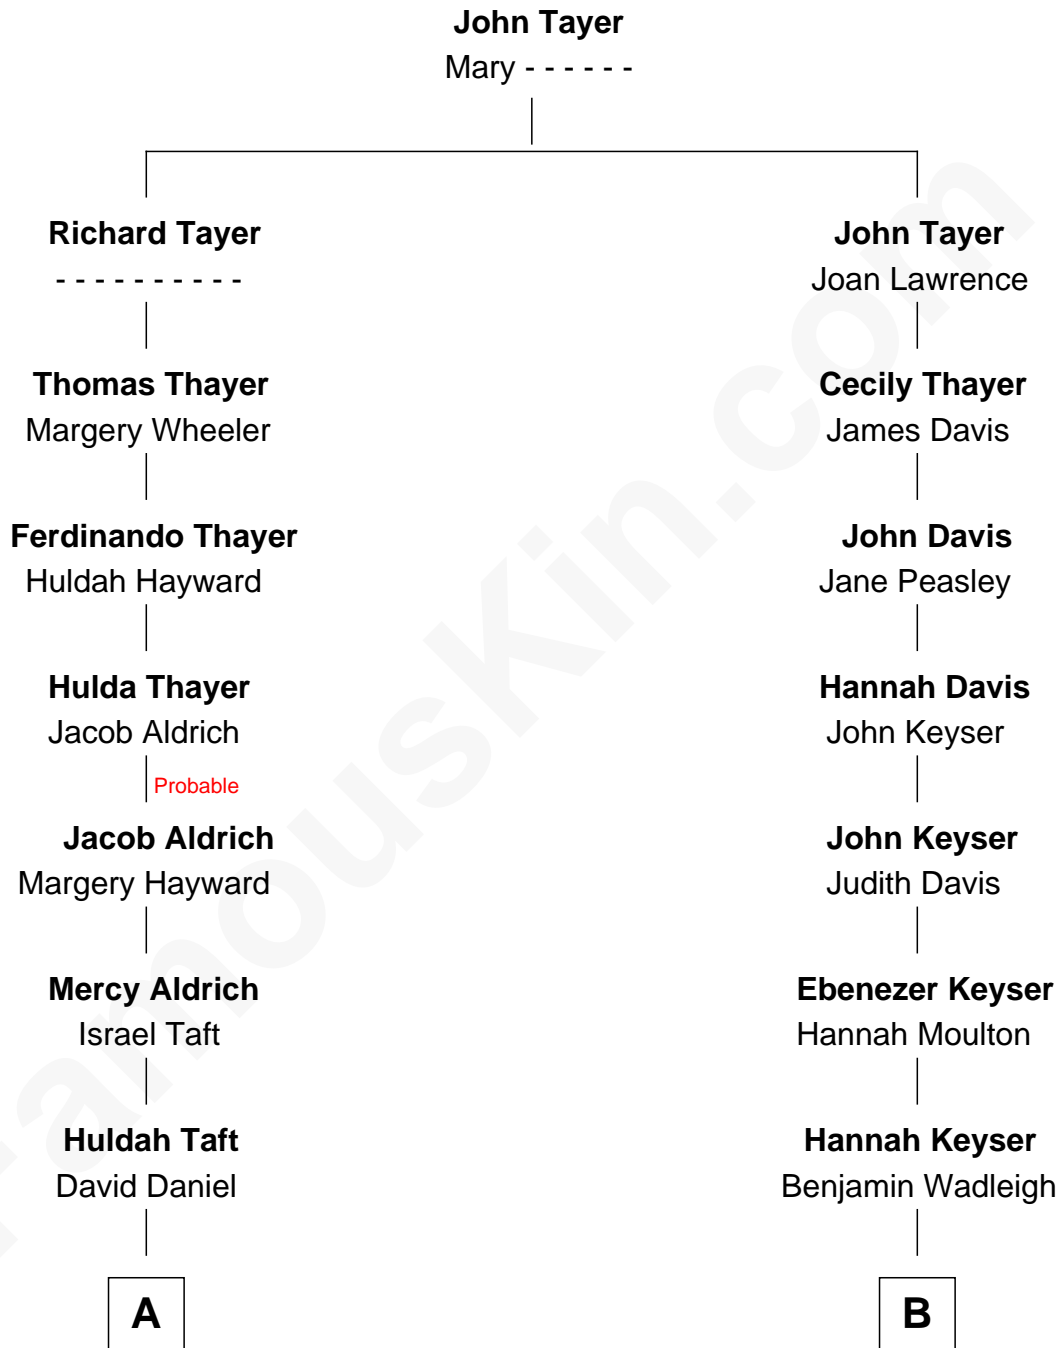 John Tayer
Mary - - - - - -
Richard Tayer
- - - - - - - - - -
John Tayer
Joan Lawrence
Thomas Thayer
Margery Wheeler
Cecily Thayer
James Davis
Ferdinando Thayer
Huldah Hayward
John Davis
Jane Peasley
Hulda Thayer
Jacob Aldrich
Hannah Davis
John Keyser
Probable
Jacob Aldrich
Margery Hayward
John Keyser
Judith Davis
Mercy Aldrich
Israel Taft
Ebenezer Keyser
Hannah Moulton
Huldah Taft
David Daniel
Hannah Keyser
Benjamin Wadleigh
A
B
FamousKin.com